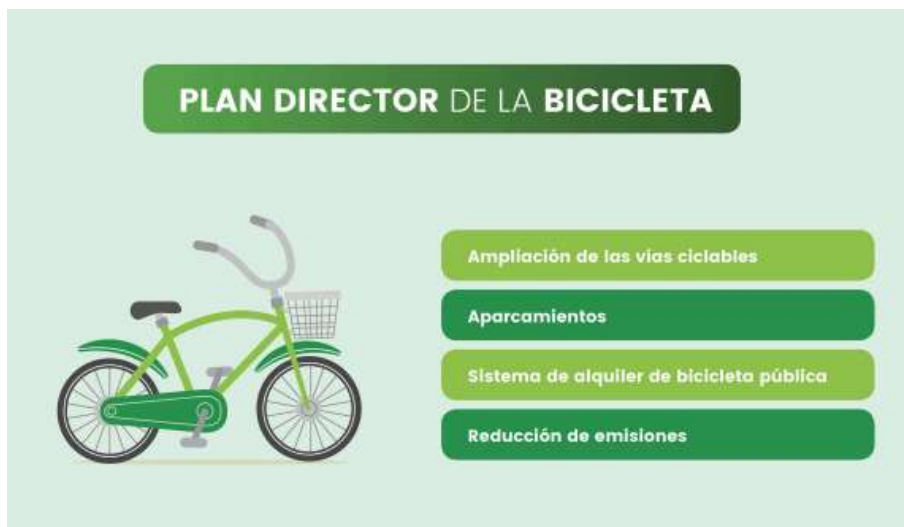 PLAN DIRECTOR DE LA BICICLETA
Ampliación de las vías ciclables
Aparcamientos
Sistema de alquiler de bicicleta pública
Reducción de emisiones